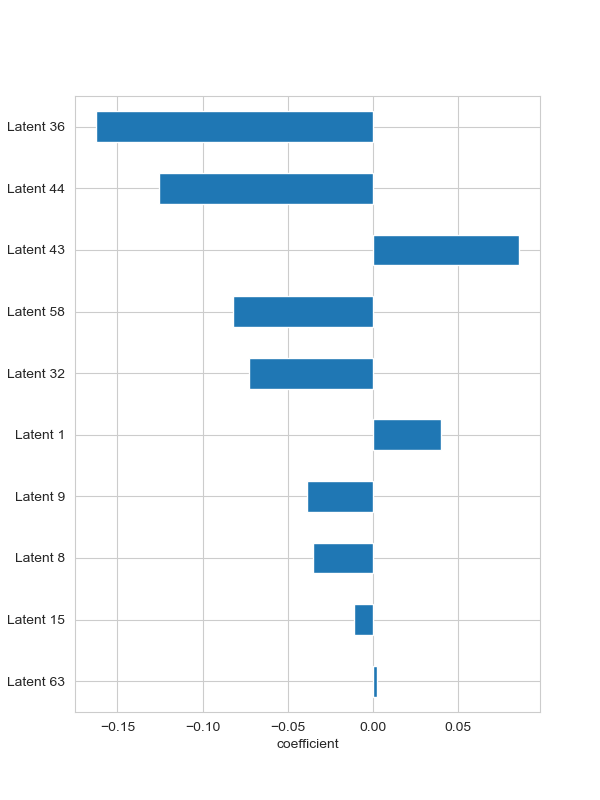 Latent 36
Latent 44
Latent 43
Latent 58
Latent 32
Latent 1
Latent 9
Latent 8
Latent 15
Latent 63
−0.15 −0.10 −0.05 0.00 0.05
coefficient